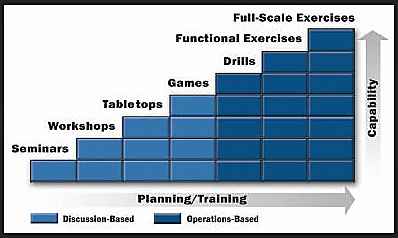 Full-Scale Exercises
Functional Exercises
Drills
Games
Tabletops
Workshops
Seminars
Capability
Planning/Training
Discussion-Based
Operations-Based